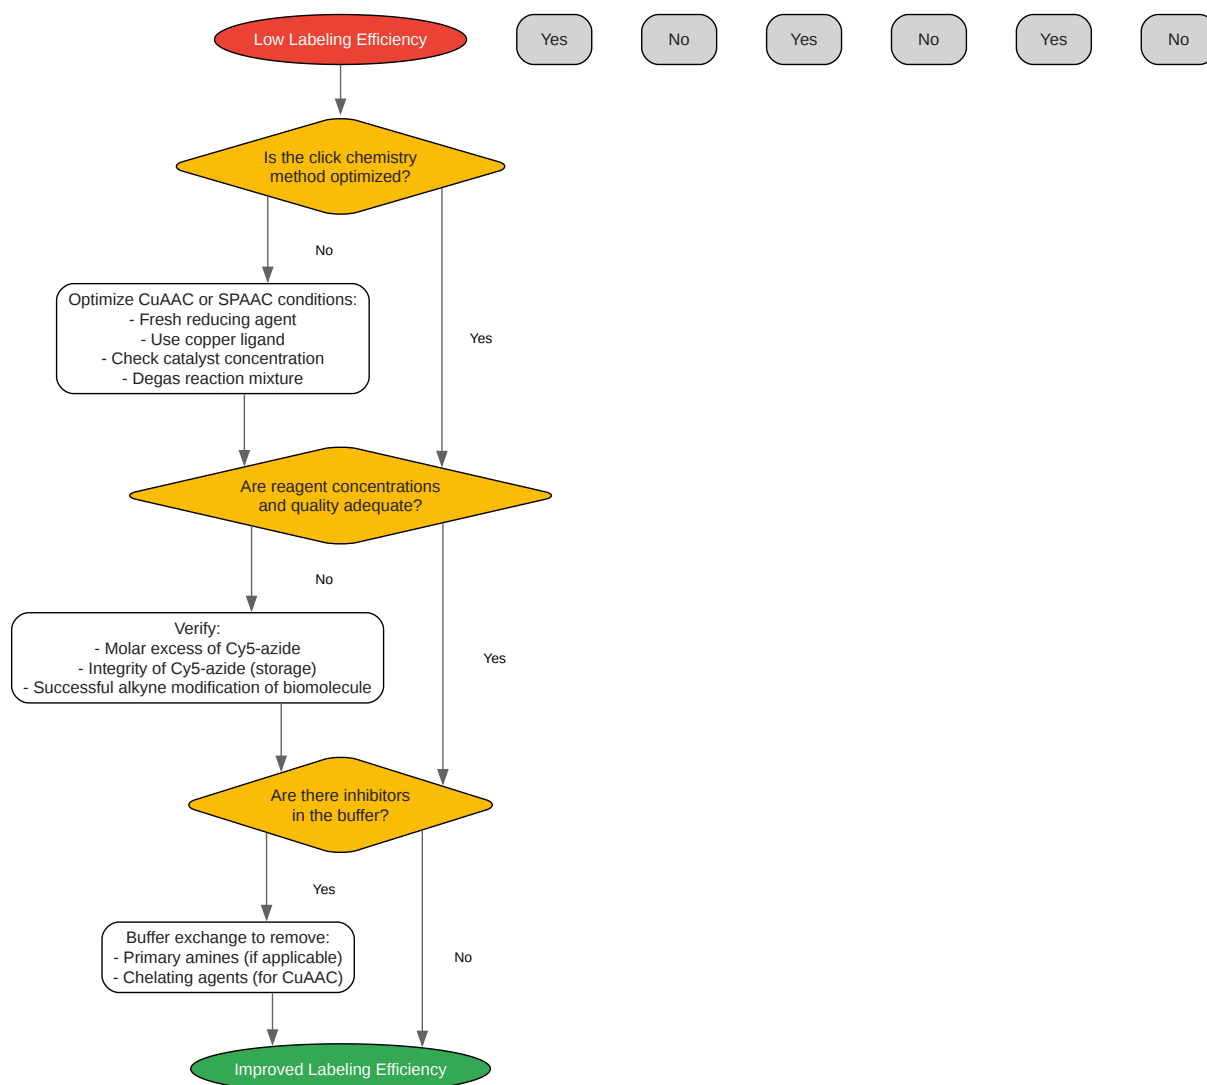 Low Labeling Efficiency
Yes
No
Yes
No
Yes
No
Is the click chemistry
method optimized?
No
Optimize CuAAC or SPAAC conditions:
- Fresh reducing agent
- Use copper ligand
- Check catalyst concentration
- Degas reaction mixture
Yes
Are reagent concentrations
and quality adequate?
No
Verify:
- Molar excess of Cy5-azide
- Integrity of Cy5-azide (storage)
- Successful alkyne modification of biomolecule
Yes
Are there inhibitors
in the buffer?
Yes
Buffer exchange to remove:
- Primary amines (if applicable)
- Chelating agents (for CuAAC)
No
Improved Labeling Efficiency